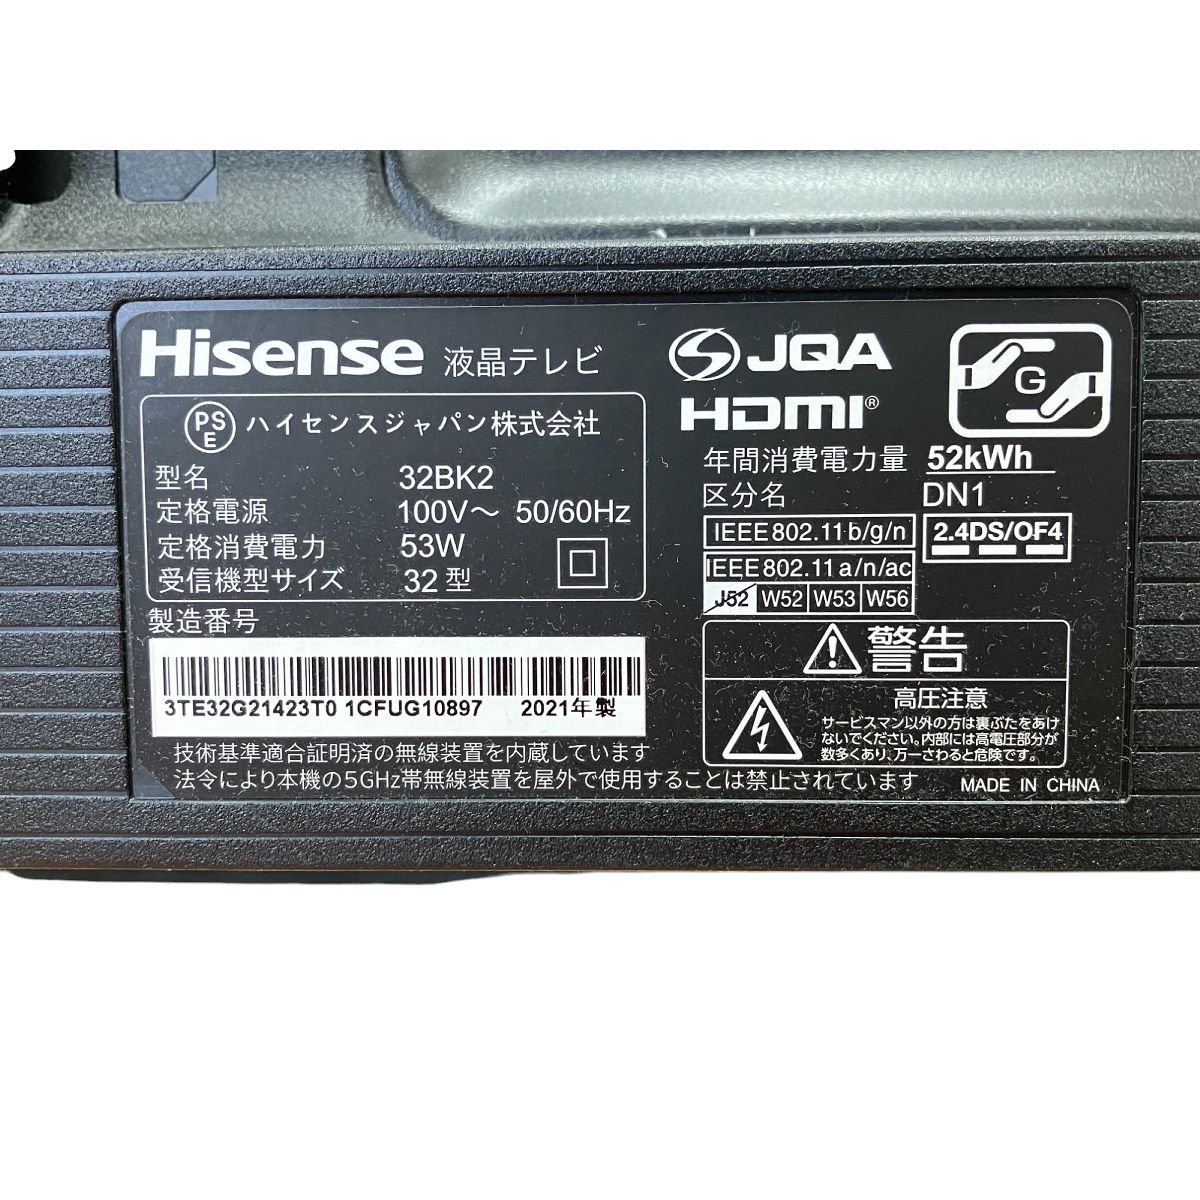 Hisense 液晶テレビ
PS
E
ハイセンスジャパン株式会社
型名 32BK2
定格電源 100V～ 50/60Hz
定格消費電力 53W
受信機型サイズ 32型
製造番号
3TE32G21423T0 1CFUG10897 2021年製
技術基準適合証明済の無線装置を内蔵しています
法令により本機の5GHz帯無線装置を屋外で使用することは禁止されています
JQA
HDMI®
G
年間消費電力量 52kWh
区分名 DN1
IEEE802.11b/g/n 2.4DS/OF4
IEEE802.11a/n/ac
J52 W52 W53 W56
警告
高圧注意
サービスマン以外の方は裏ぶたをあけ
ないでください。内部には高電圧部分が
数多くあり、万一さわると危険です。
MADE IN CHINA